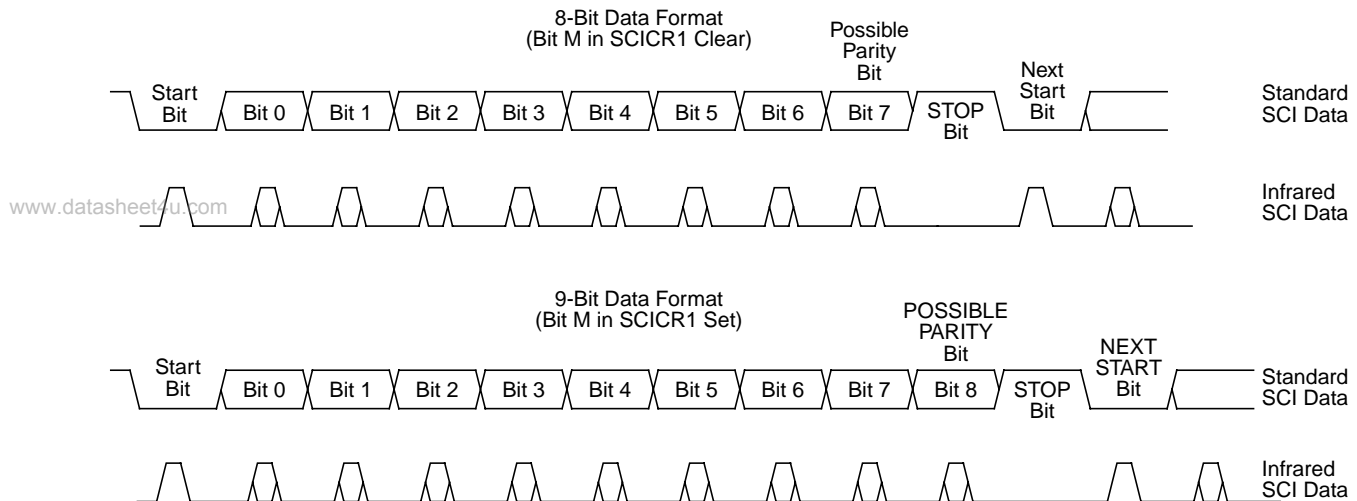 8-Bit Data Format
(Bit M in SCICR1 Clear)
Possible
Parity
Bit
Start
Bit
Bit 0
Bit 1
Bit 2
Bit 3
Bit 4
Bit 5
Bit 6
Bit 7
STOP
Bit
Next
Start
Bit
Standard
SCI Data
www.datasheet4u.com
Infrared
SCI Data
9-Bit Data Format
(Bit M in SCICR1 Set)
POSSIBLE
PARITY
Bit
Start
Bit
Bit 0
Bit 1
Bit 2
Bit 3
Bit 4
Bit 5
Bit 6
Bit 7
Bit 8
STOP
Bit
NEXT
START
Bit
Standard
SCI Data
Infrared
SCI Data